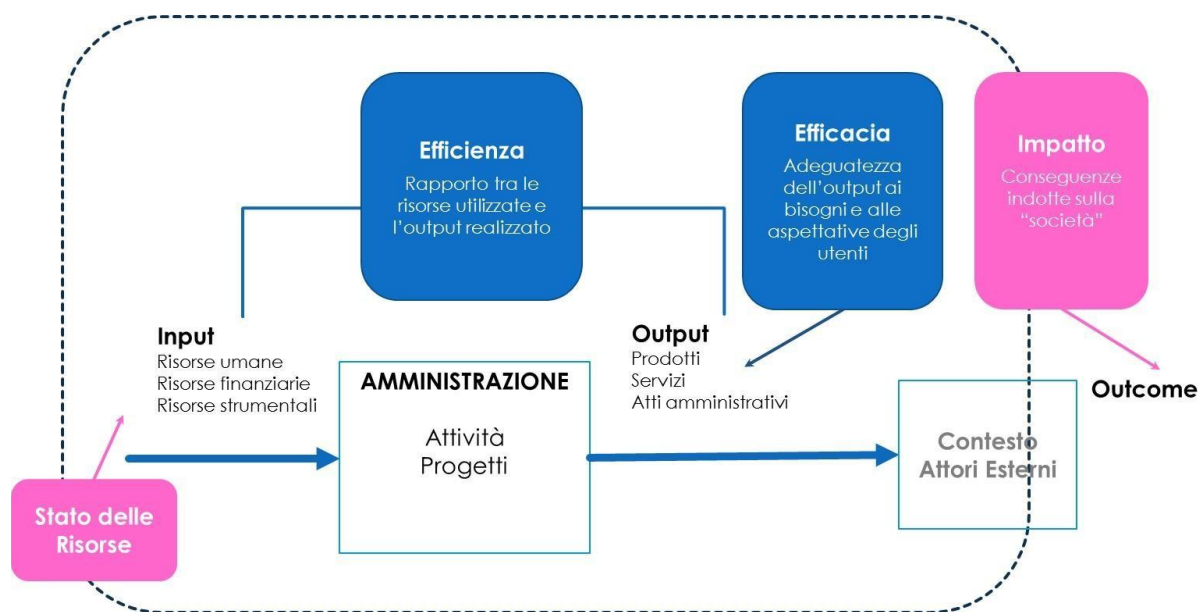 Efficienza
Rapporto tra le
risorse utilizzate e
l'output realizzato
Efficacia
Adeguatezza
dell'output ai
bisogni e alle
aspettative degli
utenti
Impatto
Conseguenze
indotte sulla
“società”
Input
Risorse umane
Risorse finanziarie
Risorse strumentali
AMMINISTRAZIONE
Attività
Progetti
Output
Prodotti
Servizi
Atti amministrativi
Outcome
Contesto
Attori Esterni
Stato delle
Risorse